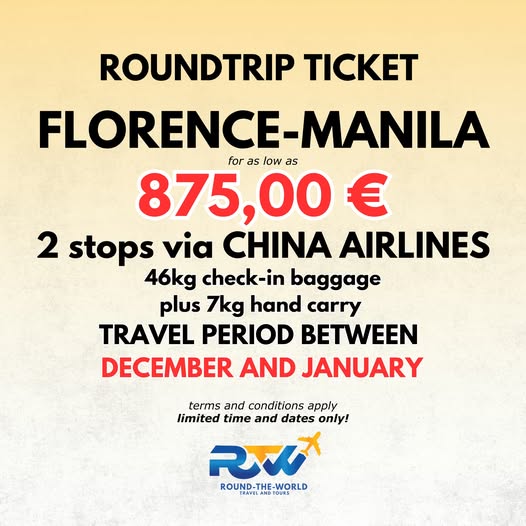 ROUNDTRIP TICKET
FLORENCE-MANILA
for as low as
875,00 €
2 stops via CHINA AIRLINES
46kg check-in baggage
plus 7kg hand carry
TRAVEL PERIOD BETWEEN
DECEMBER AND JANUARY
terms and conditions apply
limited time and dates only!
RTW
ROUND-THE-WORLD
TRAVEL AND TOURS